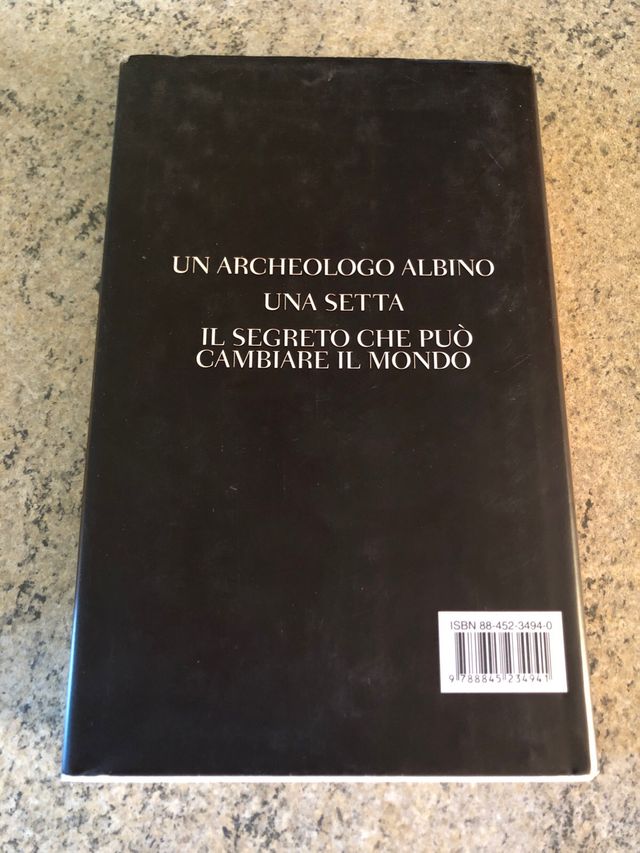 UN ARCHEOLOGO ALBINO
UNA SETTA
IL SEGRETO CHE PUÒ
CAMBIARE IL MONDO
ISBN 88-452-3494-0
9 788845 234941